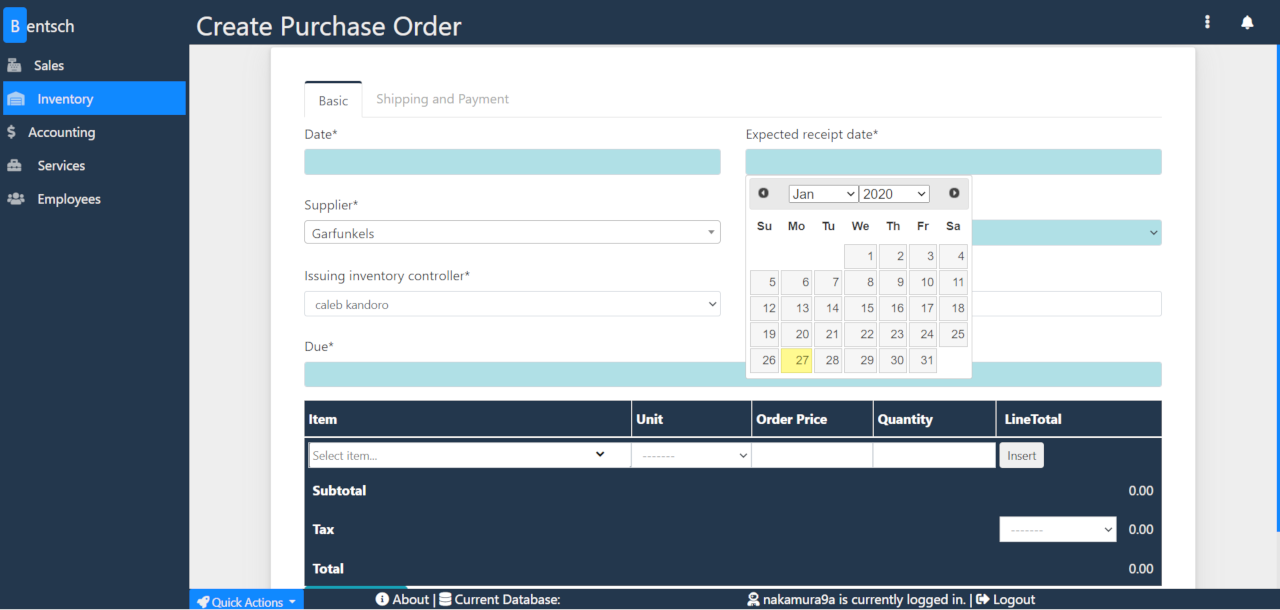 Bentsch
Create Purchase Order
Sales
Inventory
$ Accounting
Services
Employees
Basic
Shipping and Payment
Date*
Expected receipt date*
Jan 2020
Su Mo Tu We Th Fr Sa
1 2 3 4
5 6 7 8 9 10 11
12 13 14 15 16 17 18
19 20 21 22 23 24 25
26 27 28 29 30 31
Supplier*
Garfunkels
Issuing inventory controller*
caleb kandoro
Due*
Item Unit Order Price Quantity LineTotal
Select item... ------- Insert
Subtotal 0.00
Tax ------- 0.00
Total 0.00
Quick Actions
About | Current Database:
nakamura9a is currently logged in. | Logout